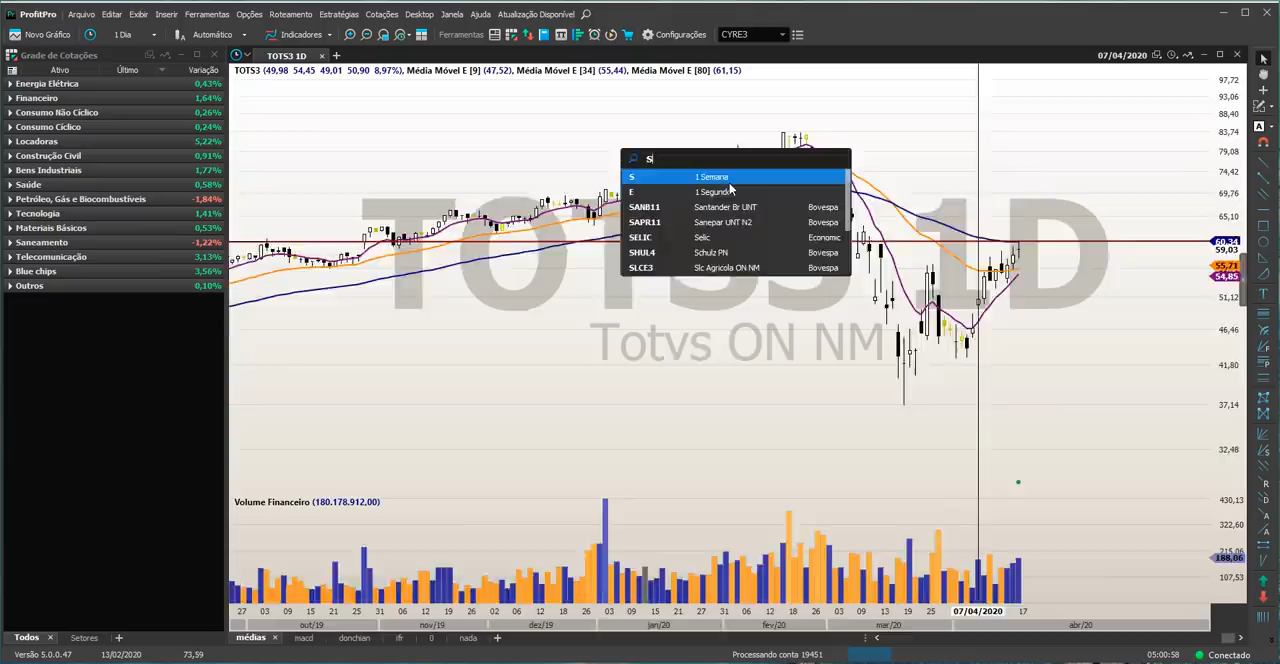 ProfitPro Arquivo Editar Exibir Inserir Ferramentas Opções Roteamento Estratégias Cotações Desktop Janela Ajuda Atualização Disponível
Novo Gráfico 1 Dia Automático Indicadores Ferramentas Configurações CYRE3
Grade de Cotações
TOTS3 1D
07/04/2020
Ativo Último Variação
Energia Elétrica 0,43%
Financeiro 1,64%
Consumo Não Cíclico 0,26%
Consumo Cíclico 0,24%
Locadoras 5,22%
Construção Civil 0,91%
Bens Industriais 1,77%
Saúde 0,58%
Petróleo, Gás e Biocombustíveis -1,84%
Tecnologia 1,41%
Materiais Básicos 0,53%
Saneamento -1,22%
Telecomunicação 3,13%
Blue chips 3,56%
Outros 0,10%
TOTS3 (49,98 54,45 49,01 50,90 8,97%), Média Móvel E [9] (47,52), Média Móvel E [34] (55,44), Média Móvel E [80] (61,15)
S
S 1 Semana
E 1 Segundo
SANB11 Santander Br UNT Bovespa
SAPR11 Sanepar UNT N2 Bovespa
SELIC Selic Economic
SHUL4 Schulz PN Bovespa
SLCE3 Slc Agricola ON NM Bovespa
TOTS3 1D
Totvs ON NM
97,72
93,06
88,40
83,74
79,08
74,42
69,76
65,10
60,34
59,03
55,71
54,85
51,12
46,46
41,80
37,14
32,48
Volume Financeiro (180.178.912,00)
430,13
322,60
215,06
188,06
107,53
27 03 09 15 21 25 31 06 12 19 26 02 06 12 18 27 03 09 15 21 27 31 06 12 18 26 03 09 13 19 25 07/04/2020 17
out/19 nov/19 dez/19 jan/20 fev/20 mar/20 abr/20
Todos Setores
médias macd donchian ifr 0 nada
Versão 5.0.0.47 13/02/2020 73,59 Processando conta 19451 05:00:58 Conectado